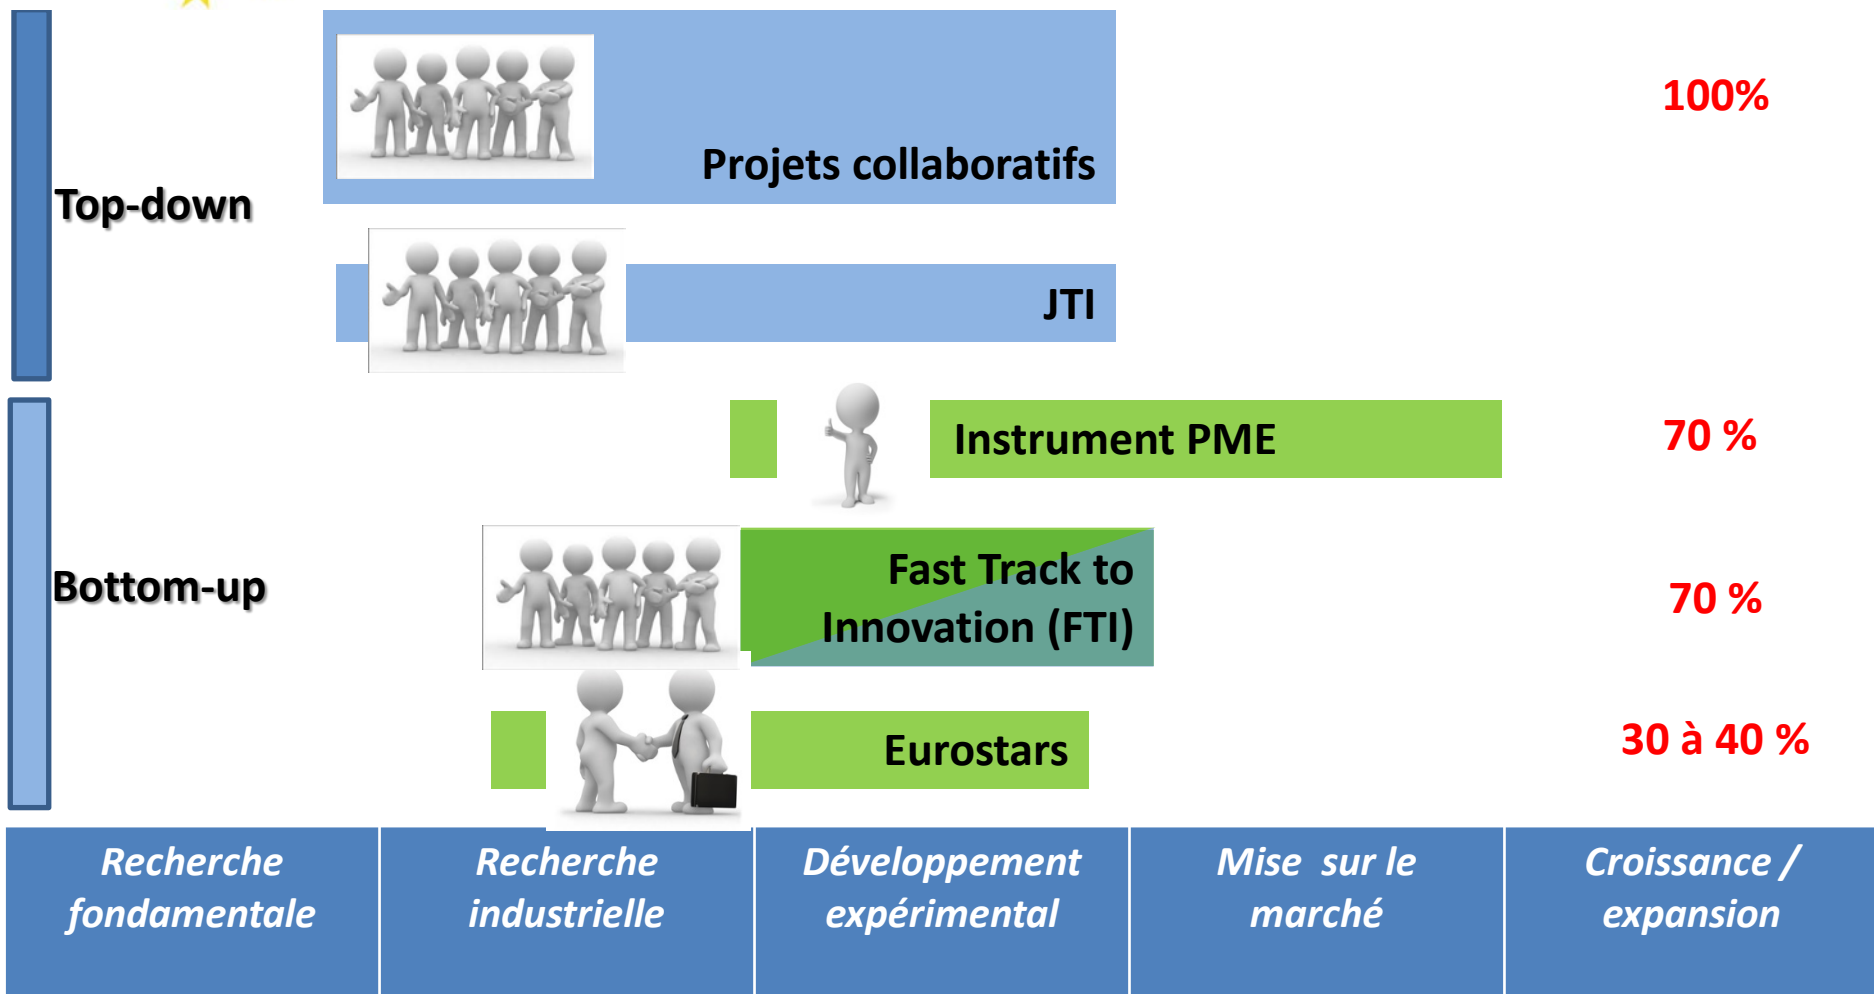 100%
Projets collaboratifs
Top-down
JTI
Instrument PME
70 %
Fast Track to
Innovation (FTI)
Bottom-up
70 %
Eurostars
30 à 40 %
Recherche
fondamentale
Recherche
industrielle
Développement
expérimental
Mise  sur le
marché
Croissance /
expansion